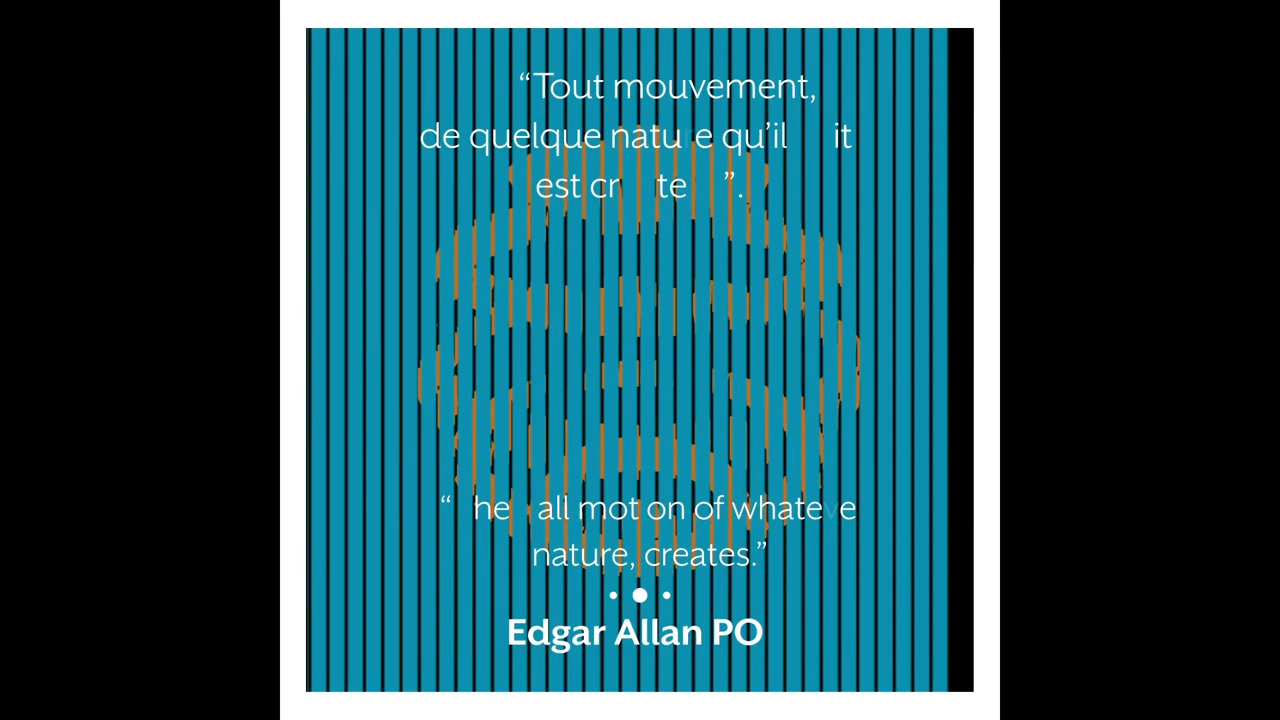 “Tout mouvement,
de quelque natu e qu’il it
est cr te ”.
“ he all mot on of whateve
nature, creates.”
Edgar Allan PO